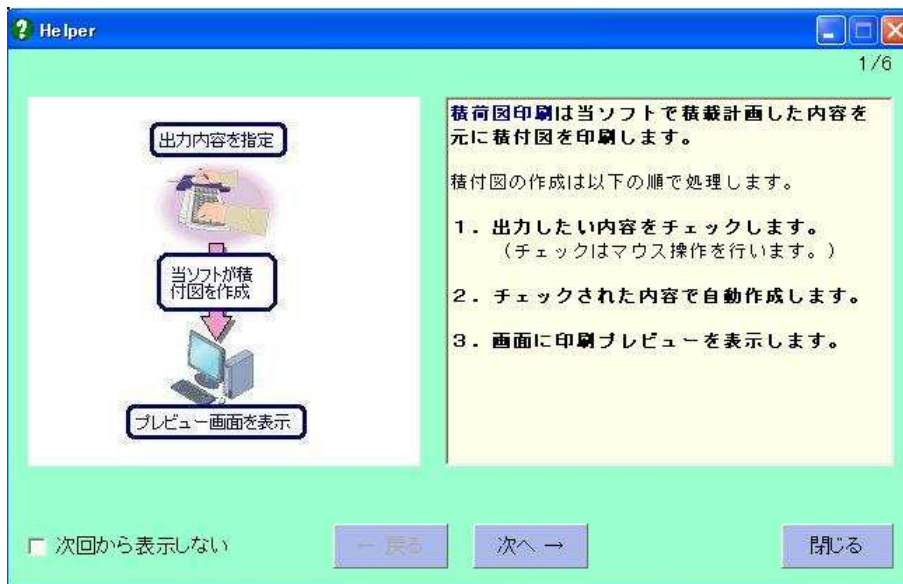 Helper
1/6
出力内容を指定
当ソフトが積
付図を作成
プレビュー画面を表示
積荷図印刷は当ソフトで積載計画した内容を
元に積付図を印刷します。
積付図の作成は以下の順で処理します。
1．出力したい内容をチェックします。
（チェックはマウス操作を行います。）
2．チェックされた内容で自動作成します。
3．画面に印刷プレビューを表示します。
次回から表示しない
← 戻る
次へ →
閉じる